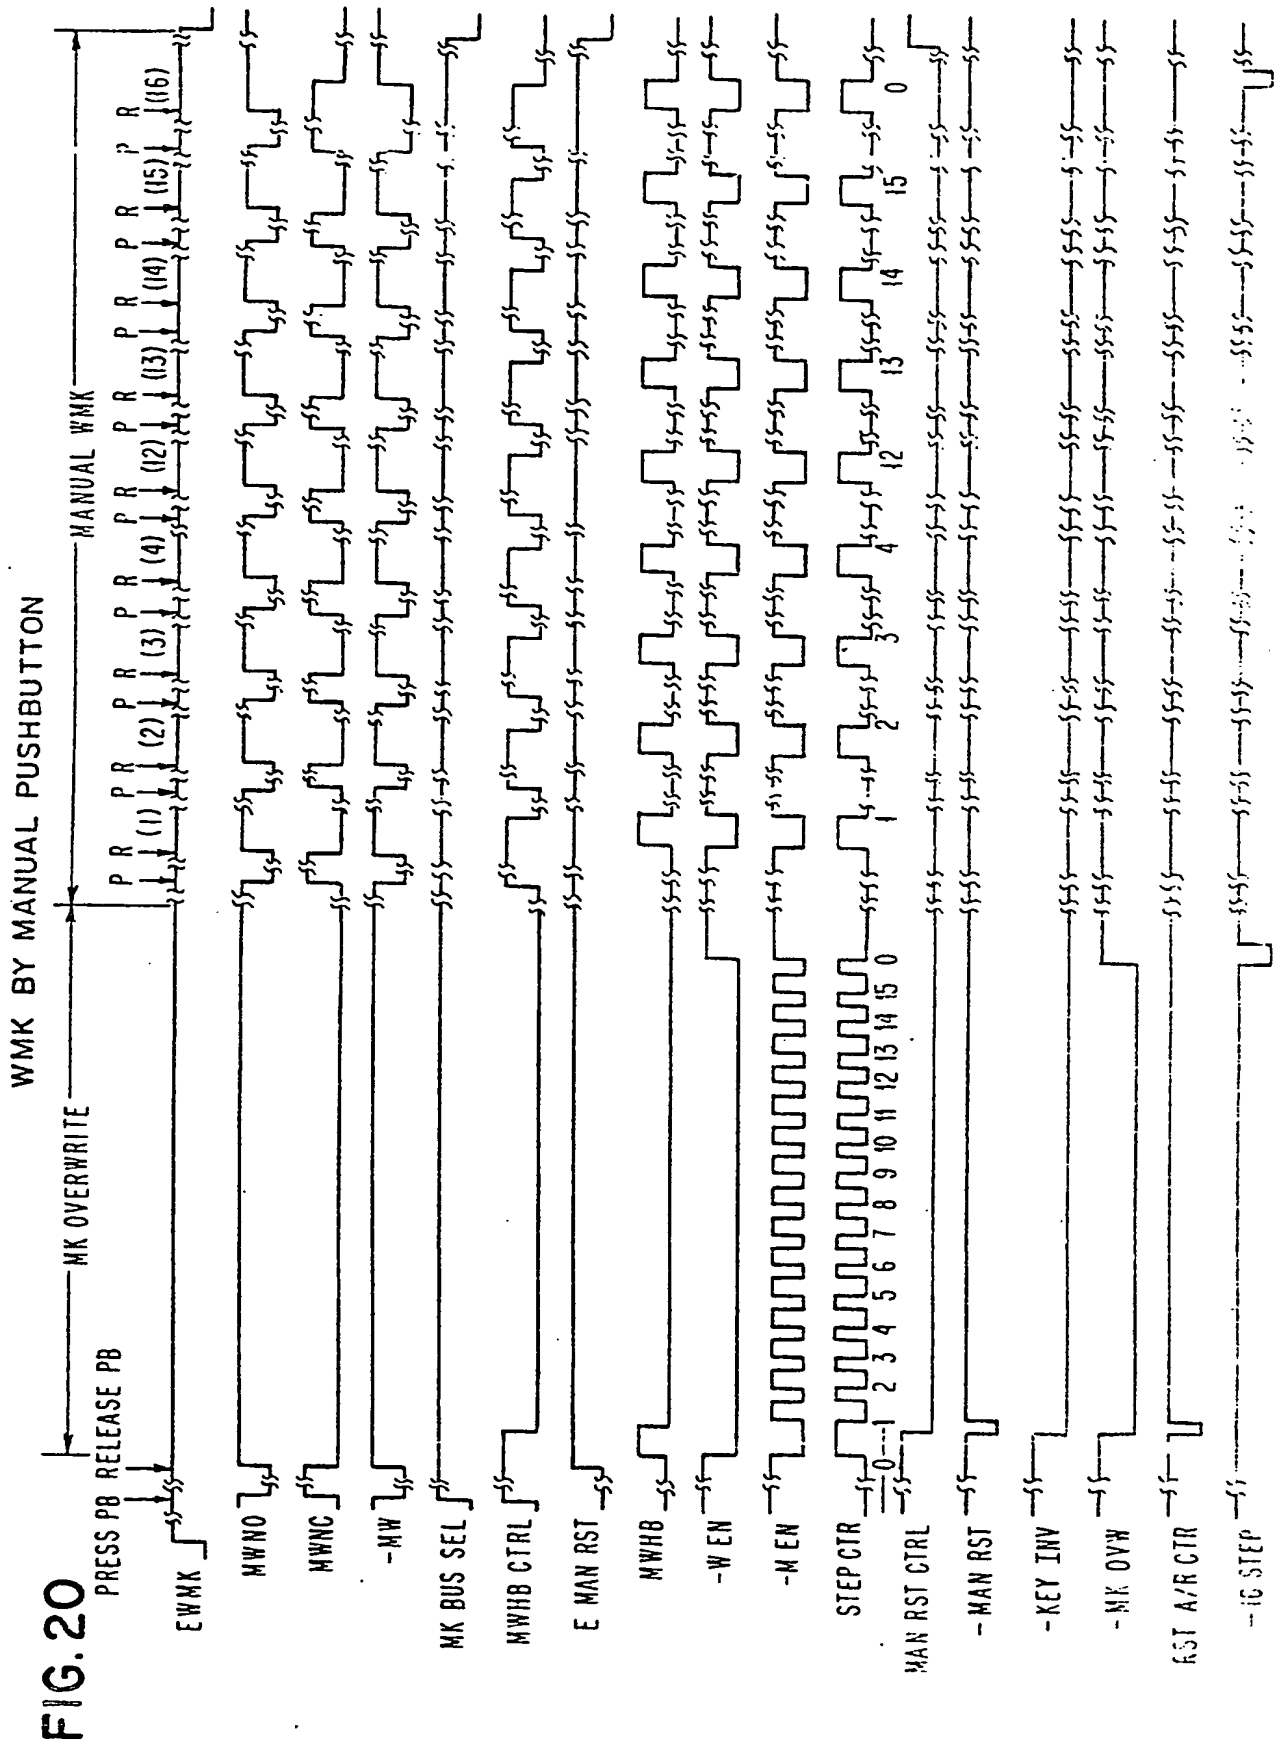 FIG. 20
WMK BY MANUAL PUSHBUTTON
MK OVERWRITE
MANUAL WMK
PRESS PB RELEASE PB
P R (1) P R (2) P R (3) P R (4) P R (12) P R (13) P R (14) P R (15) P R (16)
EWMK
MWNO
MWNC
-MW
MK BUS SEL
MWHB CTRL
E MAN RST
MWHB
-W EN
-M EN
STEP CTR
0---1 2 3 4 5 6 7 8 9 10 11 12 13 14 15 0 1 2 3 4 12 13 14 15 0
MAN RST CTRL
-MAN RST
-KEY INV
-MK OVW
RST A/R CTR
STEP